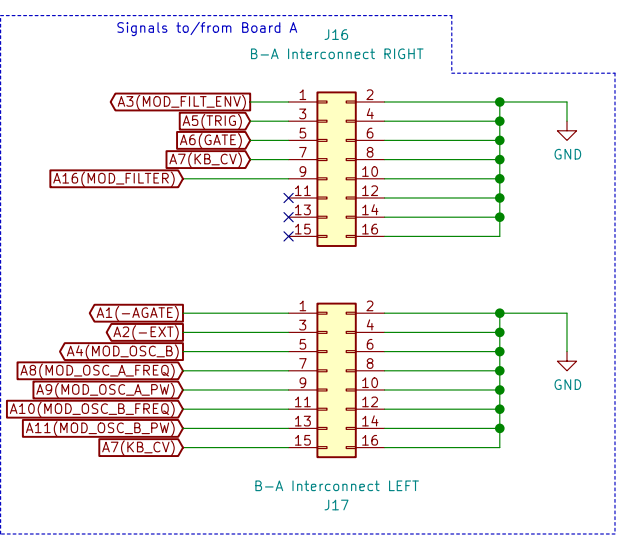 Signals to/from Board A
J16
B-A Interconnect RIGHT
A3(MOD_FILT_ENV) 1 2
A5(TRIG) 3 4
A6(GATE) 5 6
A7(KB_CV) 7 8
GND
A16(MOD_FILTER) 9 10
11 12
13 14
15 16
A1(-AGATE) 1 2
A2(-EXT) 3 4
A4(MOD_OSC_B) 5 6
A8(MOD_OSC_A_FREQ) 7 8
GND
A9(MOD_OSC_A_PW) 9 10
A10(MOD_OSC_B_FREQ) 11 12
A11(MOD_OSC_B_PW) 13 14
A7(KB_CV) 15 16
B-A Interconnect LEFT
J17